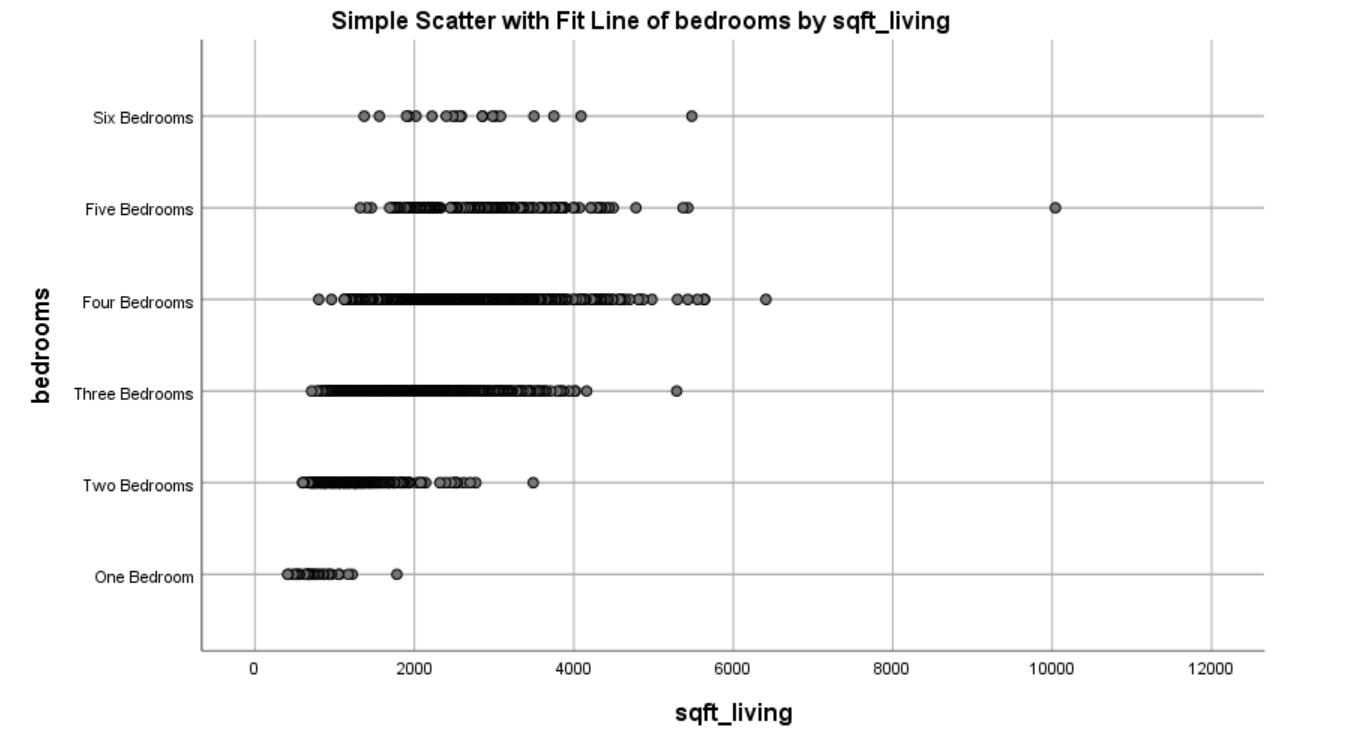 Simple Scatter with Fit Line of bedrooms by sqft_living
bedrooms
Six Bedrooms
Five Bedrooms
Four Bedrooms
Three Bedrooms
Two Bedrooms
One Bedroom
0 2000 4000 6000 8000 10000 12000
sqft_living